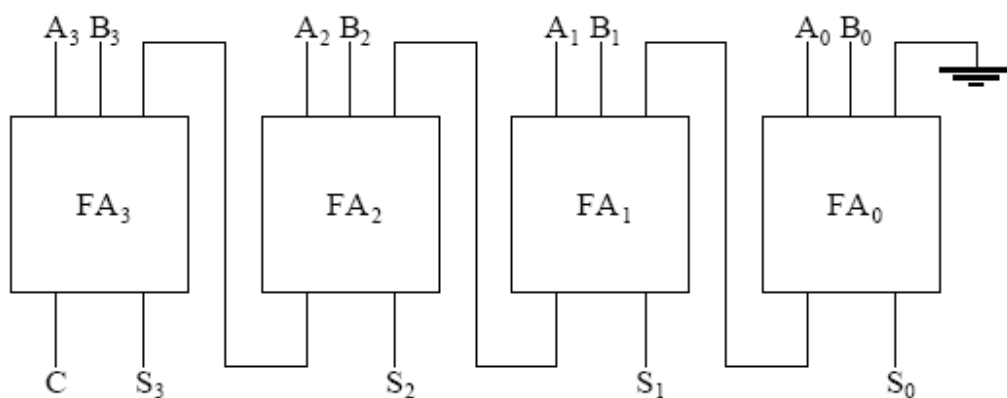 A₃ B₃ A₂ B₂ A₁ B₁ A₀ B₀
FA₃ FA₂ FA₁ FA₀
C S₃ S₂ S₁ S₀